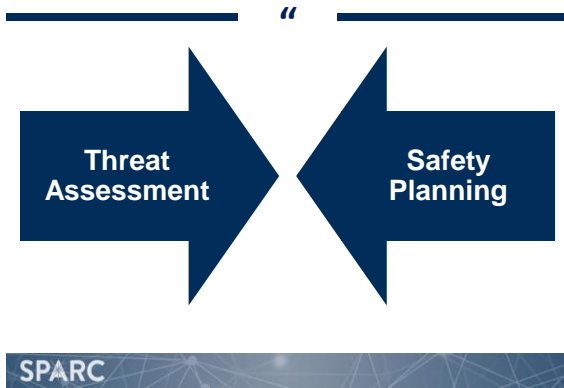 “
Threat
Assessment
Safety
Planning
SPARC